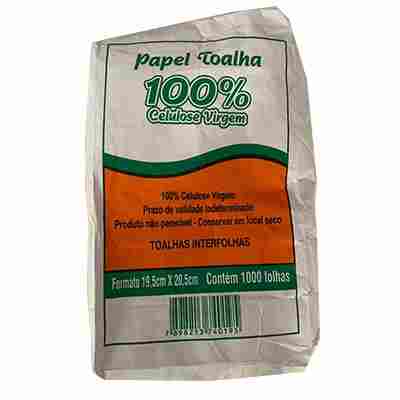 Papel Toalha
100%
Celulose Virgem
100% Celulose Virgem
Prazo de validade indeterminado
Produto não perecível - Conservar em local seco
TOALHAS INTERFOLHAS
Formato 19,5cm X 20,5cm Contém 1000 folhas